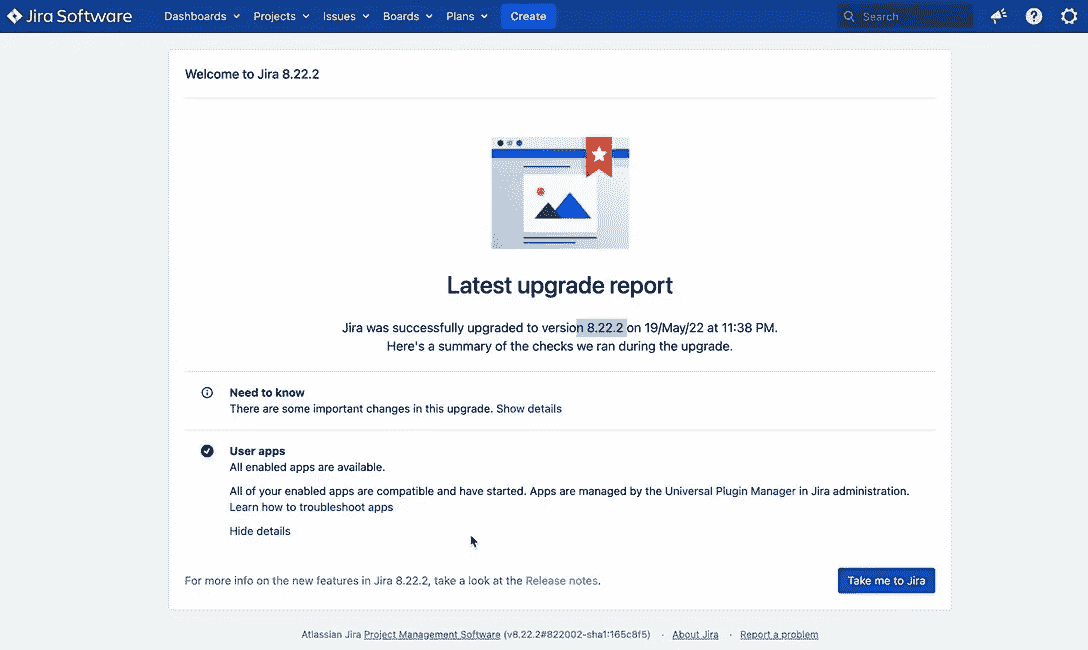 Jira Software Dashboards Projects Issues Boards Plans Create Search
Welcome to Jira 8.22.2
Latest upgrade report
Jira was successfully upgraded to version 8.22.2 on 19/May/22 at 11:38 PM.
Here's a summary of the checks we ran during the upgrade.
Need to know
There are some important changes in this upgrade. Show details
User apps
All enabled apps are available.
All of your enabled apps are compatible and have started. Apps are managed by the Universal Plugin Manager in Jira administration.
Learn how to troubleshoot apps
Hide details
For more info on the new features in Jira 8.22.2, take a look at the Release notes.
Take me to Jira
Atlassian Jira Project Management Software (v8.22.2#822002-sha1:165c8f5) · About Jira · Report a problem